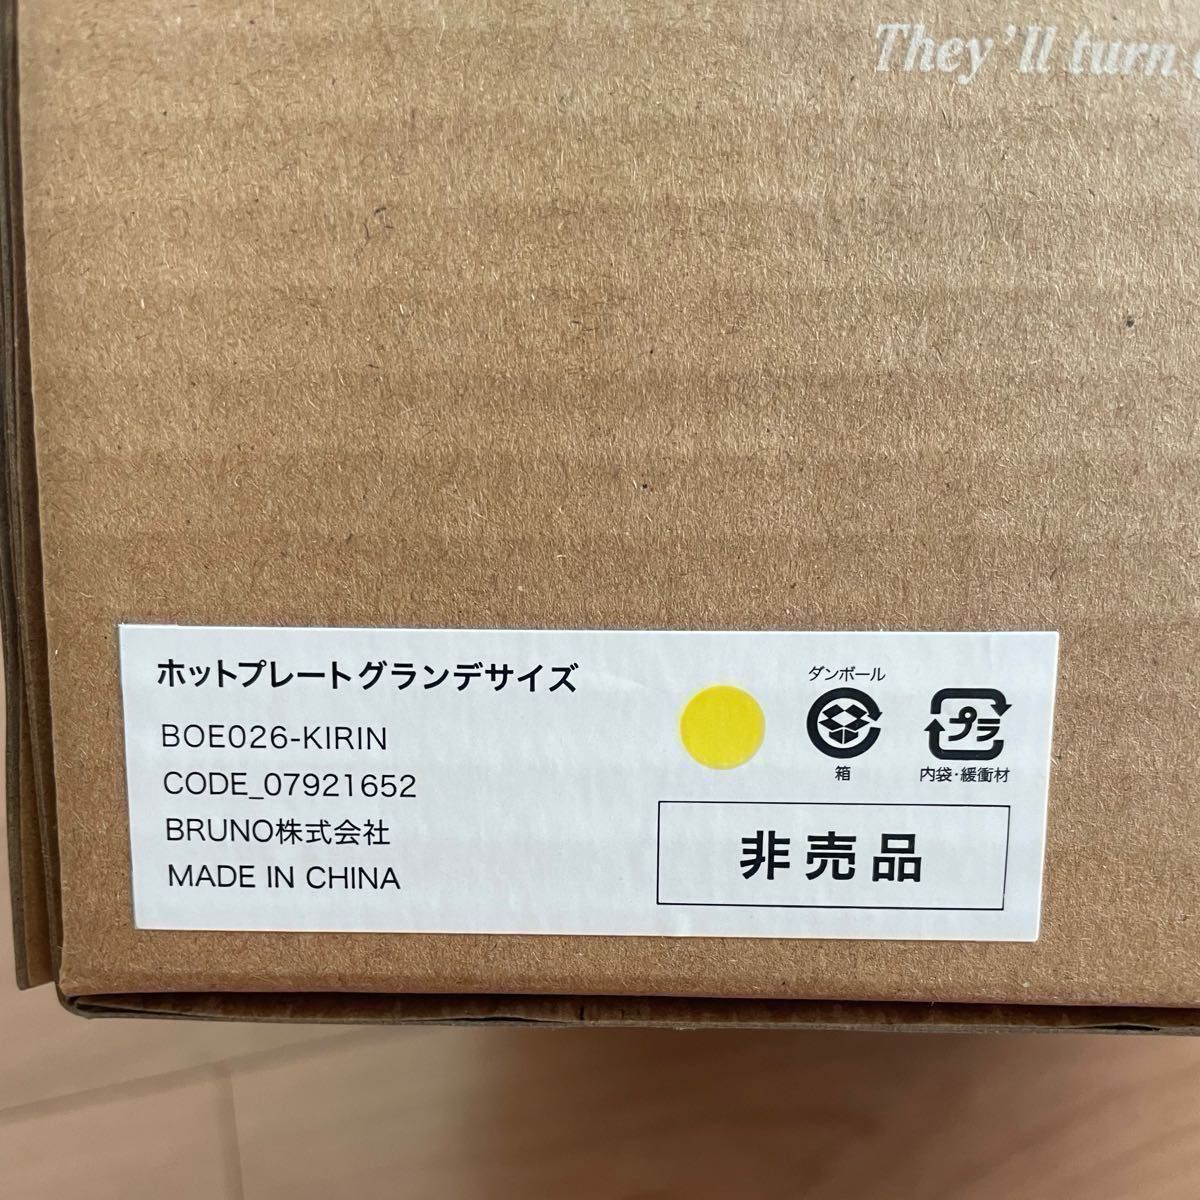 They'll turn
ホットプレートグランデサイズ
BOE026-KIRIN
CODE_07921652
BRUNO株式会社
MADE IN CHINA
ダンボール
箱
プラ
内袋・緩衝材
非売品